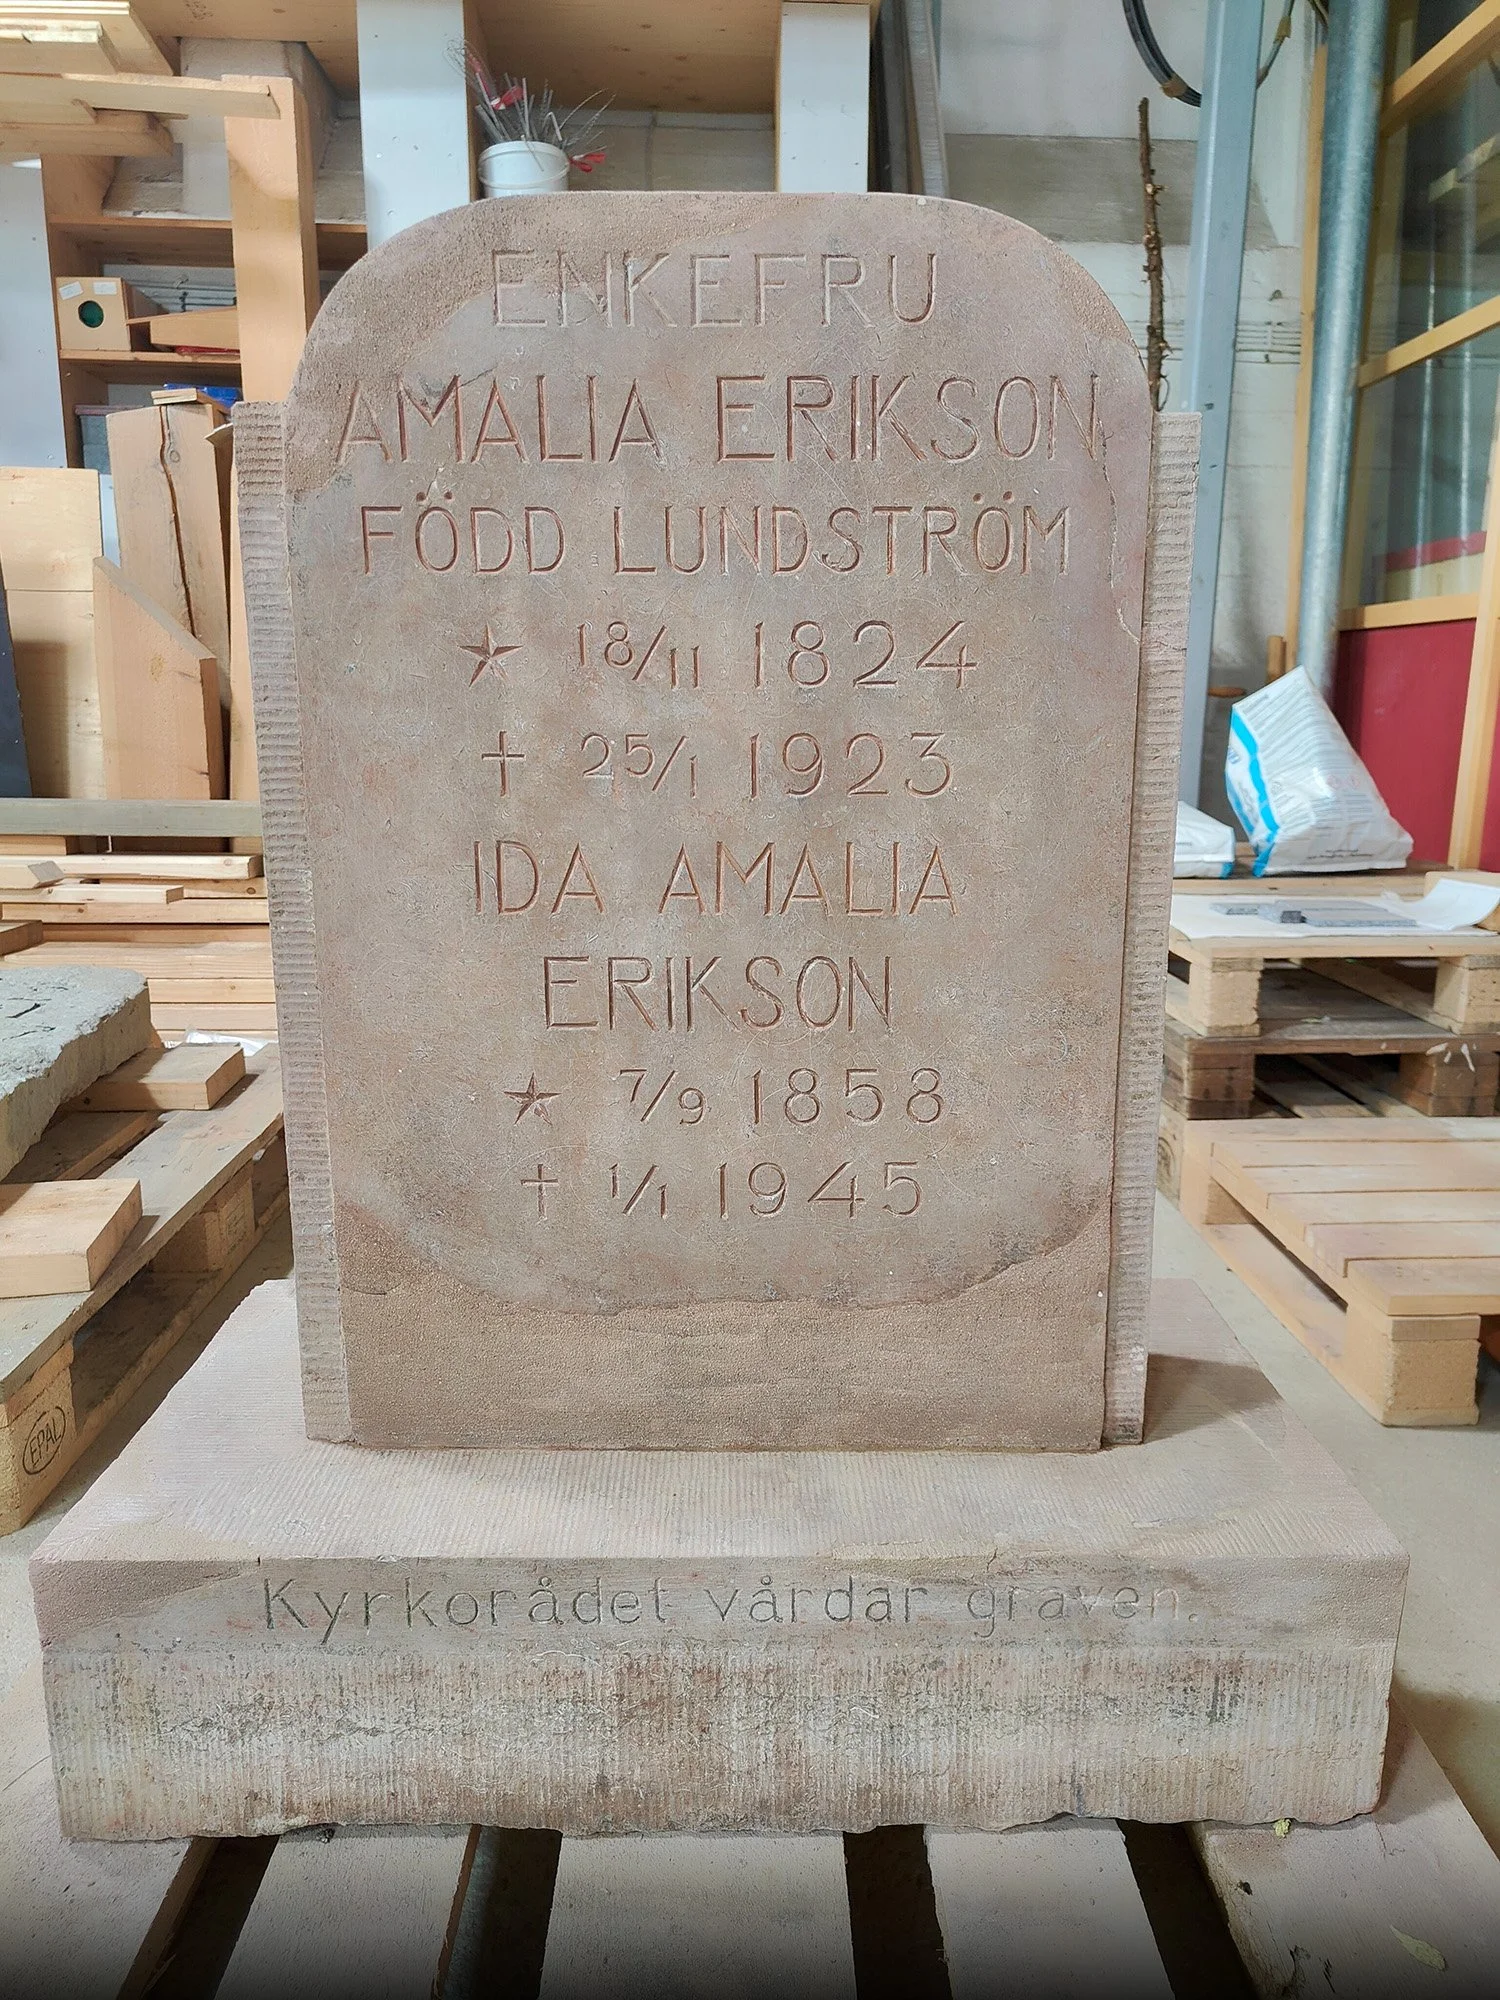 ENKEFRU
AMALIA ERIKSON
FÖDD LUNDSTRÖM
★ 18/11 1824
† 25/1 1923
IDA AMALIA
ERIKSON
★ 7/9 1858
† 1/1 1945
Kyrkorådet vårdar graven.
EPAL